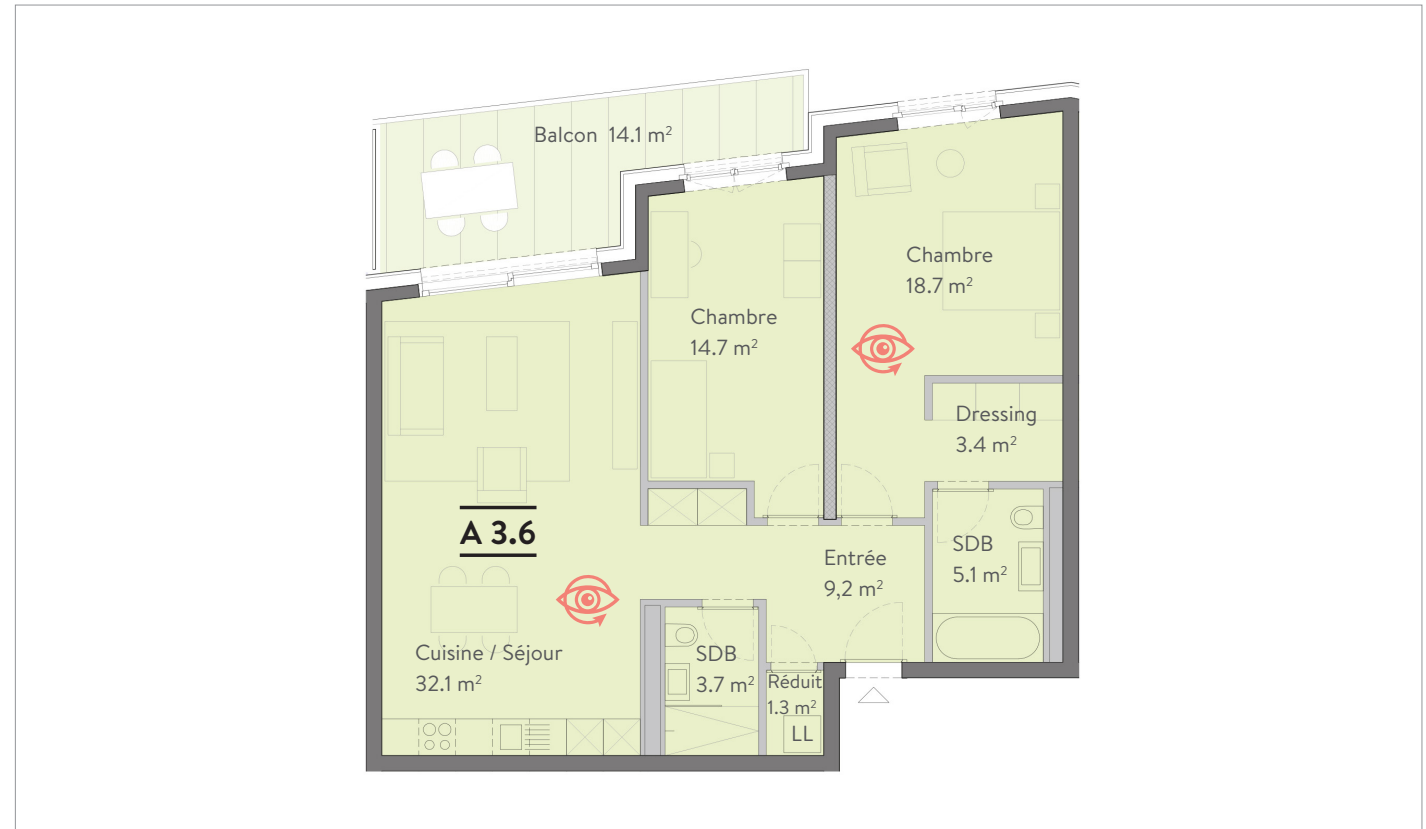 Balcon 14.1 m²
Chambre
18.7 m²
Chambre
14.7 m²
Dressing
3.4 m²
A 3.6
Entrée
9,2 m²
SDB
5.1 m²
Cuisine / Séjour
32.1 m²
SDB
3.7 m²
Réduit
1.3 m²
LL